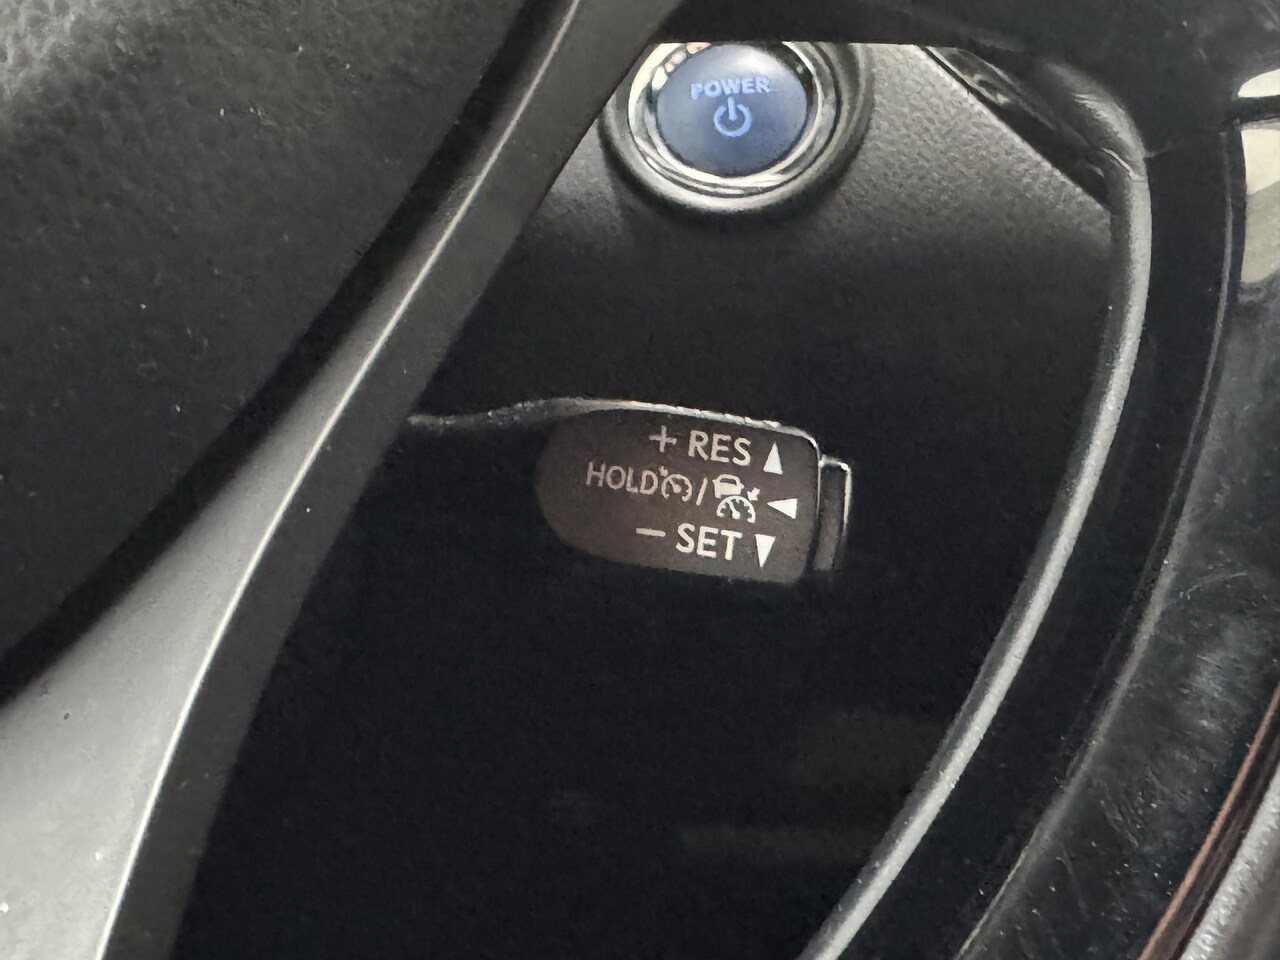 POWER
+ RES ▲
HOLD / ◀
− SET ▼